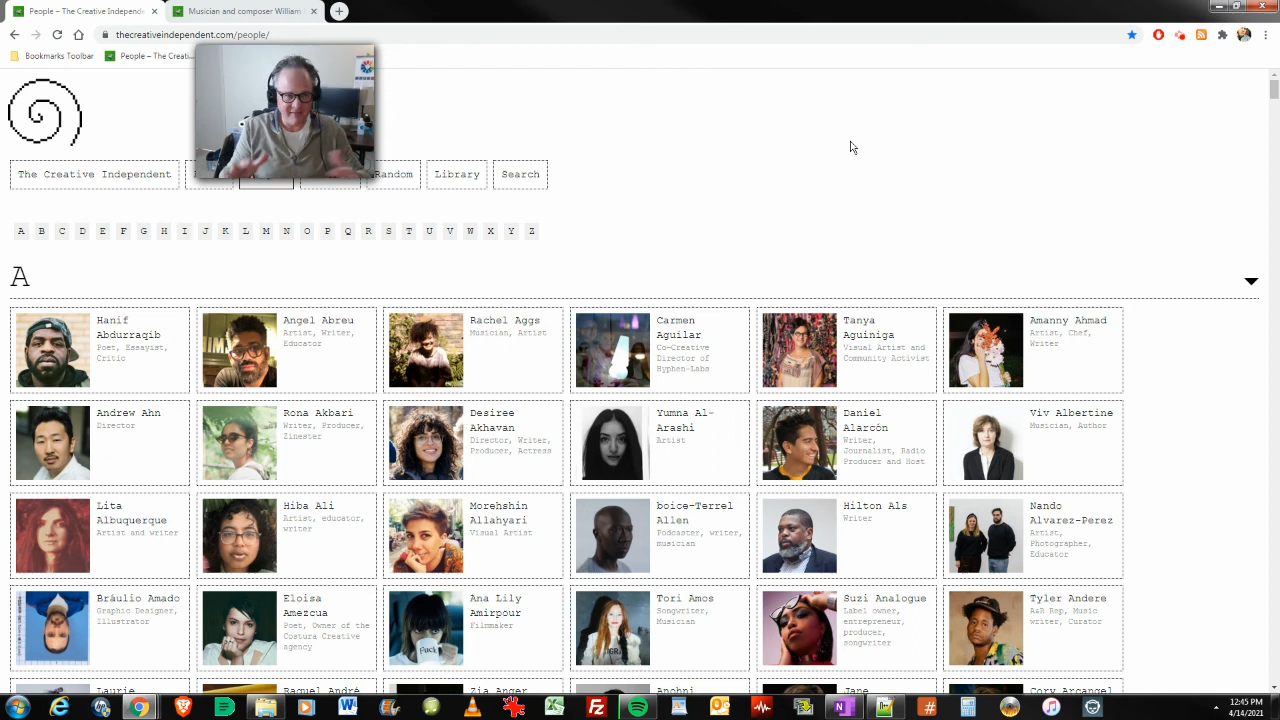 People – The Creative Independe
Musician and composer William
thecreativeindependent.com/people/
Bookmarks Toolbar
People – The Creati
The Creative Independent
Random
Library
Search
A B C D E F G H I J K L M N O P Q R S T U V W X Y Z
A
Hanif
Abdurraqib
Poet, Essayist,
Critic
Angel Abreu
Artist, Writer,
Educator
Rachel Aggs
Musician, Artist
Carmen
Aguilar
Co-Creative
Director of
Hyphen-Labs
Tanya
Aguiniga
Visual Artist and
Community Activist
Amanny Ahmad
Artist, Chef,
Writer
Andrew Ahn
Director
Rona Akbari
Writer, Producer,
Zinester
Desiree
Akhavan
Director, Writer,
Producer, Actress
Yumna Al-
Arashi
Artist
Daniel
Alarcón
Writer,
Journalist, Radio
Producer and Host
Viv Albertine
Musician, Author
Lita
Albuquerque
Artist and writer
Hiba Ali
Artist, educator,
writer
Morehshin
Allahyari
Visual Artist
boice-Terrel
Allen
Podcaster, writer,
musician
Hilton Als
Writer
Nando
Alvarez-Perez
Artist,
Photographer,
Educator
Bráulio Amado
Graphic Designer,
Illustrator
Eloisa
Amezcua
Poet, Owner of the
Costura Creative
agency
Ana Lily
Amirpour
Filmmaker
Tori Amos
Songwriter,
Musician
Suzi Analogue
Label owner,
entrepreneur,
producer,
songwriter
Tyler Andere
A&R Rep, Music
writer, Curator
Laurie
Raquel André
Zia Anger
Anohni
Jane
Cory Arcangel
12:45 PM
4/14/2021